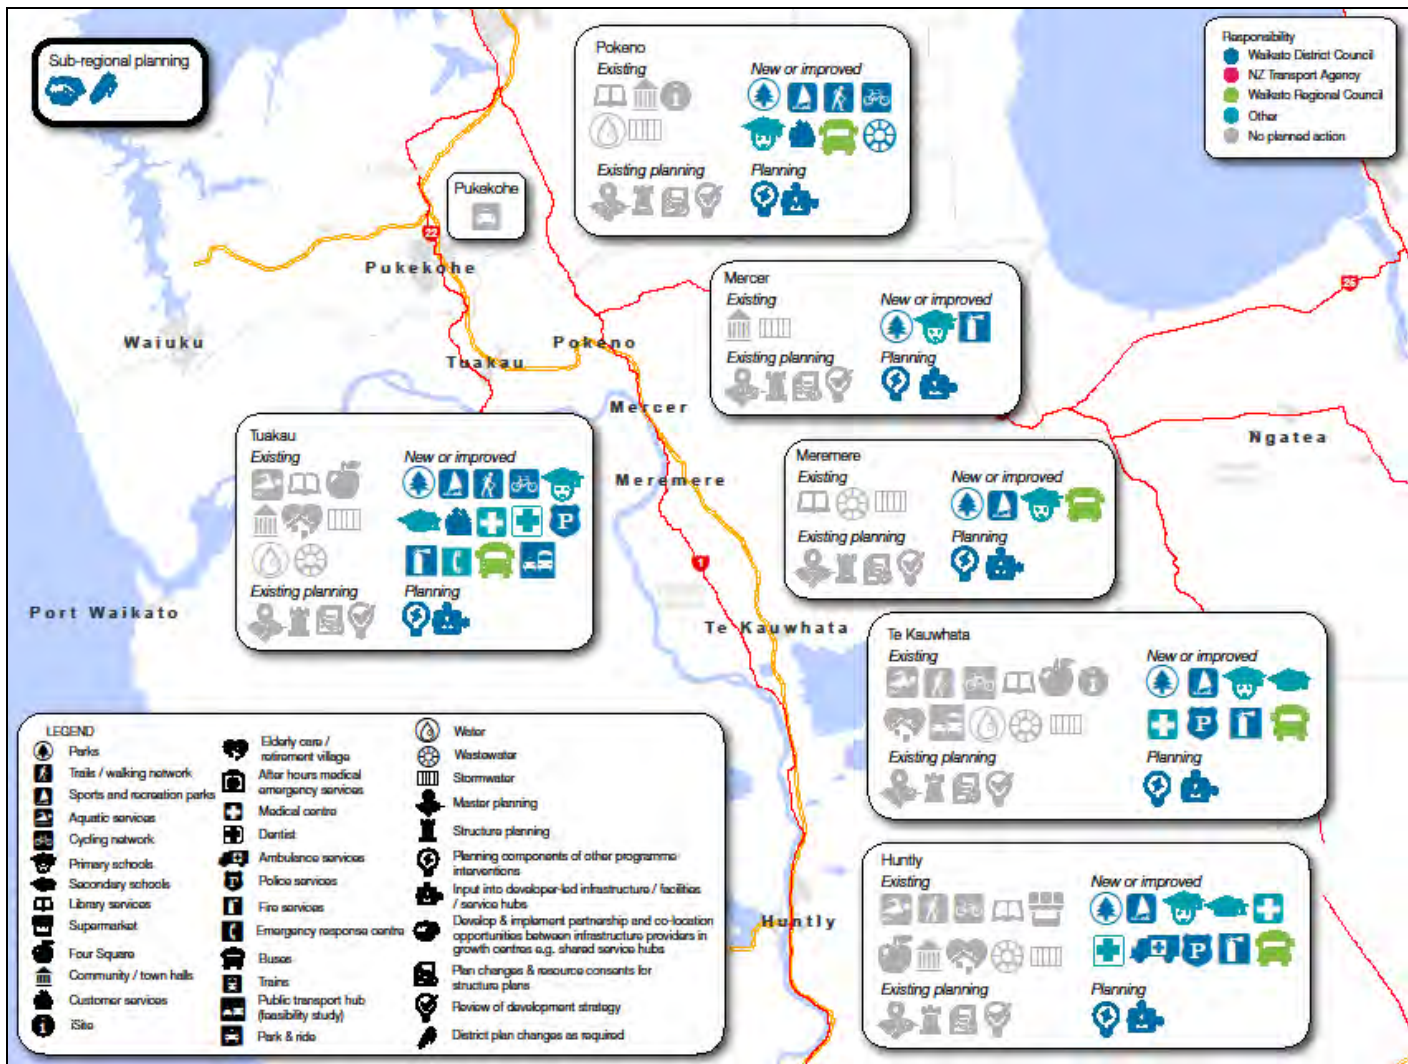 Sub-regional planning
Pokeno
Existing
New or improved
Existing planning
Planning
Responsibility
Waikato District Council
NZ Transport Agency
Waikato Regional Council
Other
No planned action
Pukekohe
22
Pukekohe
Mercer
Existing
New or improved
Existing planning
Planning
25
Waiuku
Tuakau
Pokeno
Mercer
Ngatea
Tuakau
Existing
New or improved
P
Existing planning
Planning
Meremere
Meremere
Existing
New or improved
Existing planning
Planning
1
Port Waikato
Te Kauwhata
Te Kauwhata
Existing
New or improved
P
Existing planning
Planning
Huntly
Huntly
Existing
New or improved
P
Existing planning
Planning
LEGEND
Parks
Trails / walking network
Sports and recreation parks
Aquatic services
Cycling network
Primary schools
Secondary schools
Library services
Supermarket
Four Square
Community / town halls
Customer services
iSite
Elderly care /
retirement village
After hours medical
emergency services
Medical centre
Dentist
Ambulance services
P
Police services
Fire services
Emergency response centre
Buses
Trains
Public transport hub
(feasibility study)
Park & ride
Water
Wastewater
Stormwater
Master planning
Structure planning
Planning components of other programme
interventions
Input into developer-led infrastructure / facilities
/ service hubs
Develop & implement partnership and co-location
opportunities between infrastructure providers in
growth centres e.g. shared service hubs
Plan changes & resource consents for
structure plans
Review of development strategy
District plan changes as required